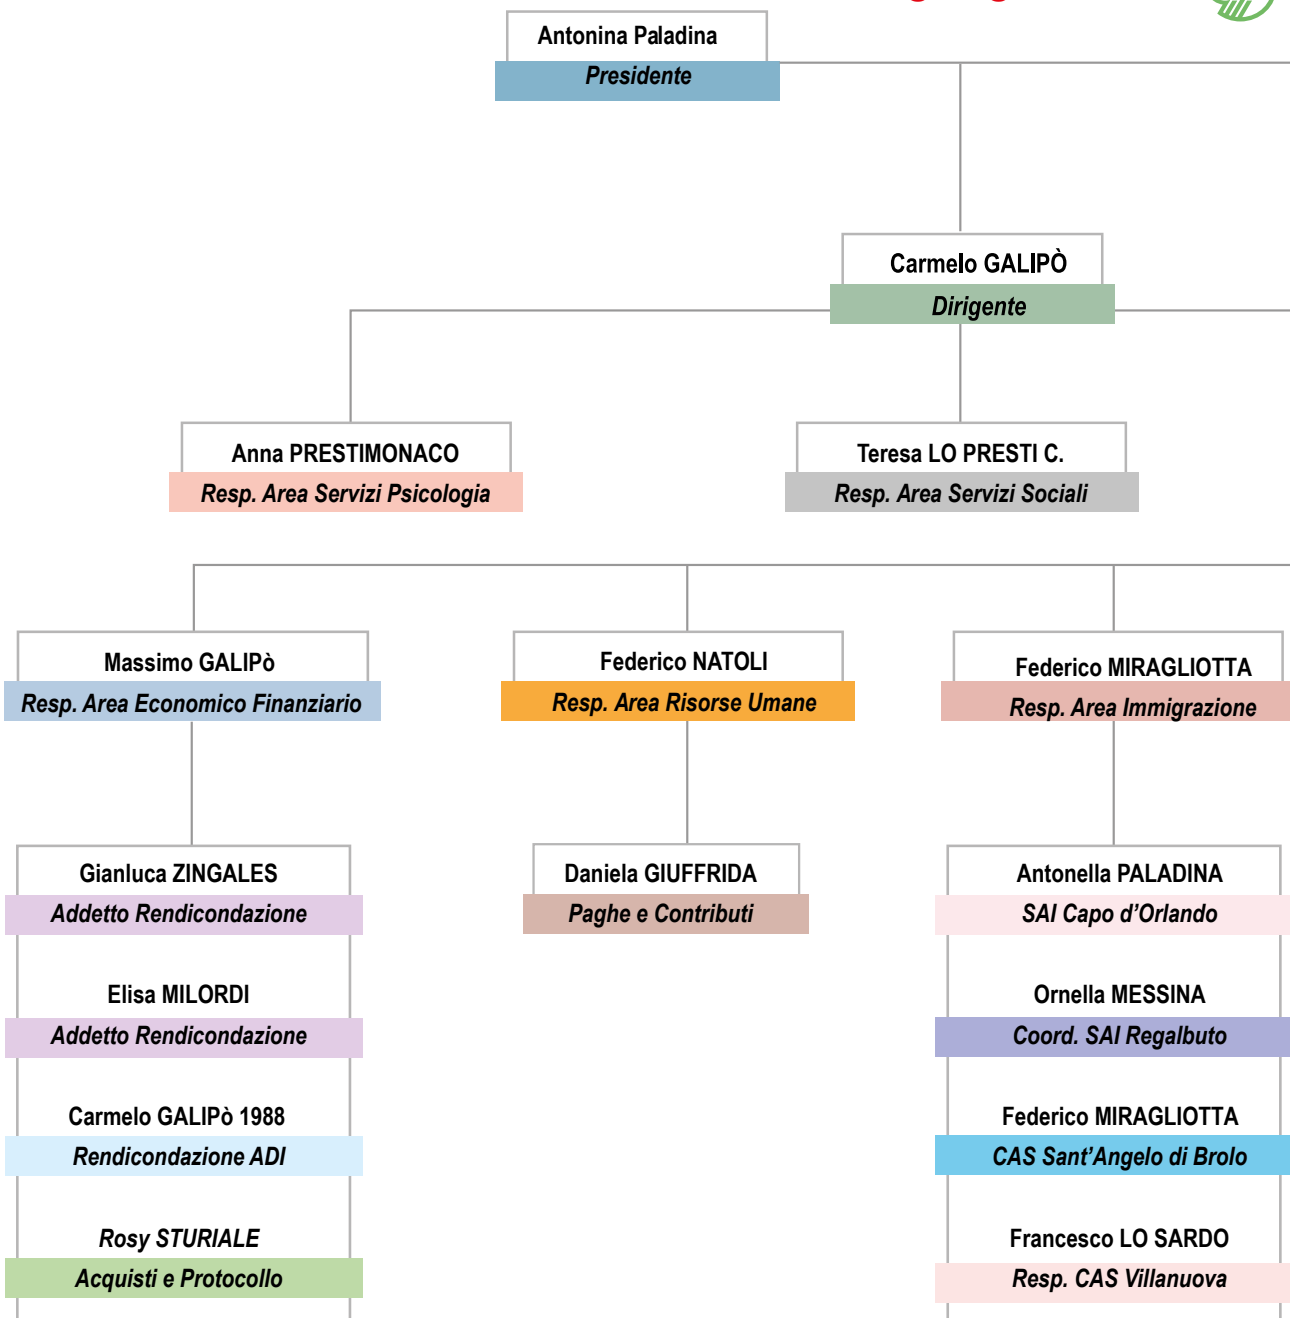 Antonina Paladina
Presidente
Carmelo GALIPÒ
Dirigente
Anna PRESTIMONACO
Resp. Area Servizi Psicologia
Teresa LO PRESTI C.
Resp. Area Servizi Sociali
Massimo GALIPò
Resp. Area Economico Finanziario
Federico NATOLI
Resp. Area Risorse Umane
Federico MIRAGLIOTTA
Resp. Area Immigrazione
Gianluca ZINGALES
Addetto Rendicondazione
Elisa MILORDI
Addetto Rendicondazione
Carmelo GALIPò 1988
Rendicondazione ADI
Rosy STURIALE
Acquisti e Protocollo
Daniela GIUFFRIDA
Paghe e Contributi
Antonella PALADINA
SAI Capo d'Orlando
Ornella MESSINA
Coord. SAI Regalbuto
Federico MIRAGLIOTTA
CAS Sant'Angelo di Brolo
Francesco LO SARDO
Resp. CAS Villanuova